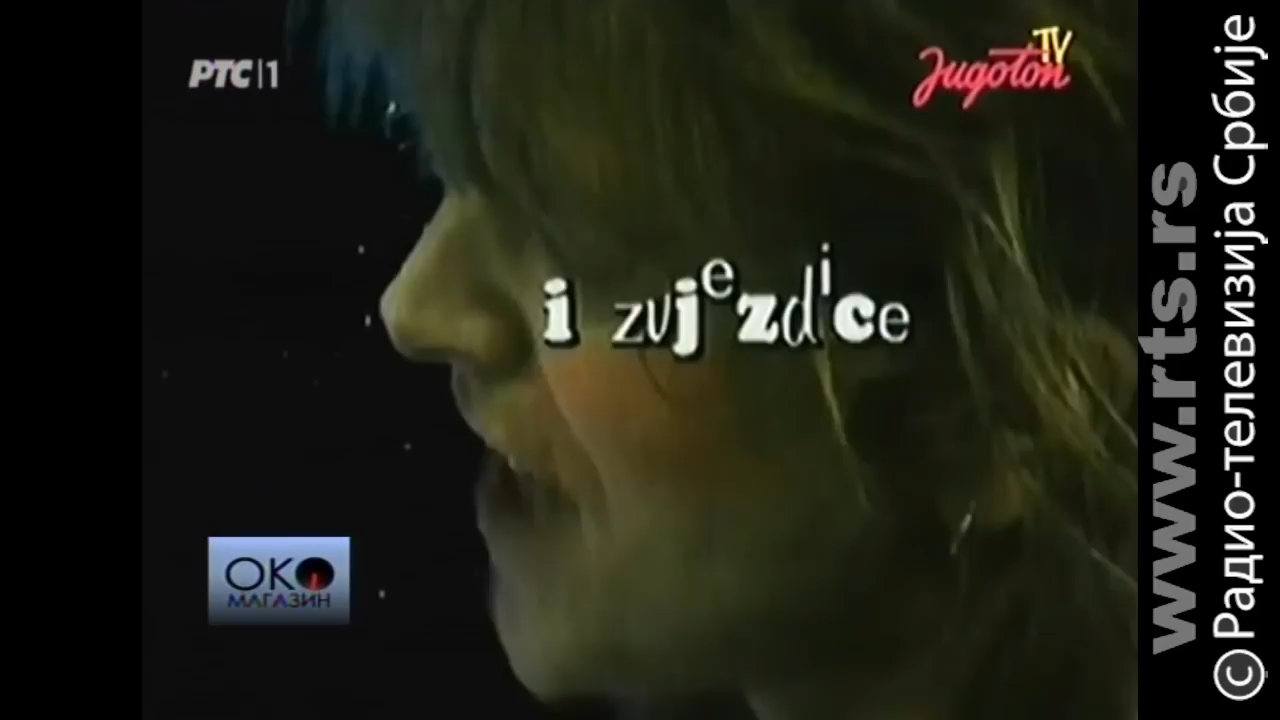 РТС|1
Jugoton TV
i zvjezdice
ОКО
МАГАЗИН
www.rts.rs
© Радио-телевизија Србије